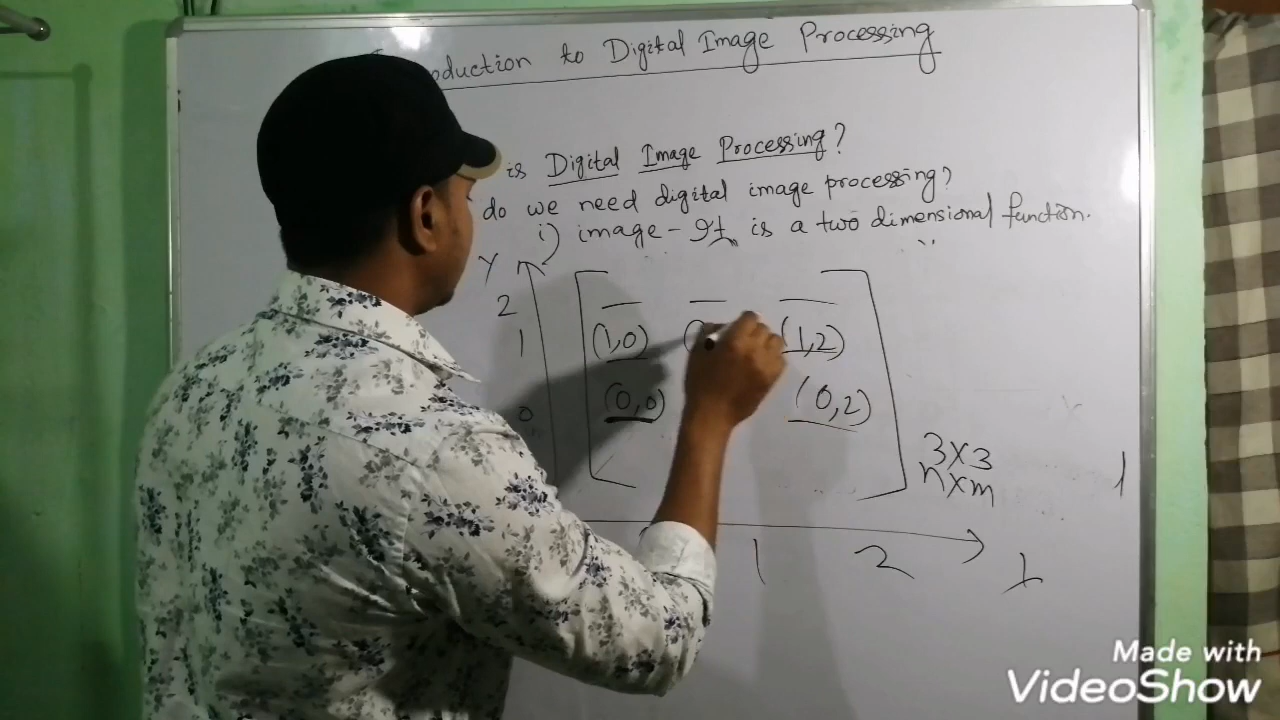 oduction to Digital Image Processing
is Digital Image Processing?
do we need digital image processing?
i) image - It is a two dimensional function.
Y
2
1
0
(1,0) (1,2)
(0,0) (0,2)
3x3
nxm
1
1 2
Made with
VideoShow